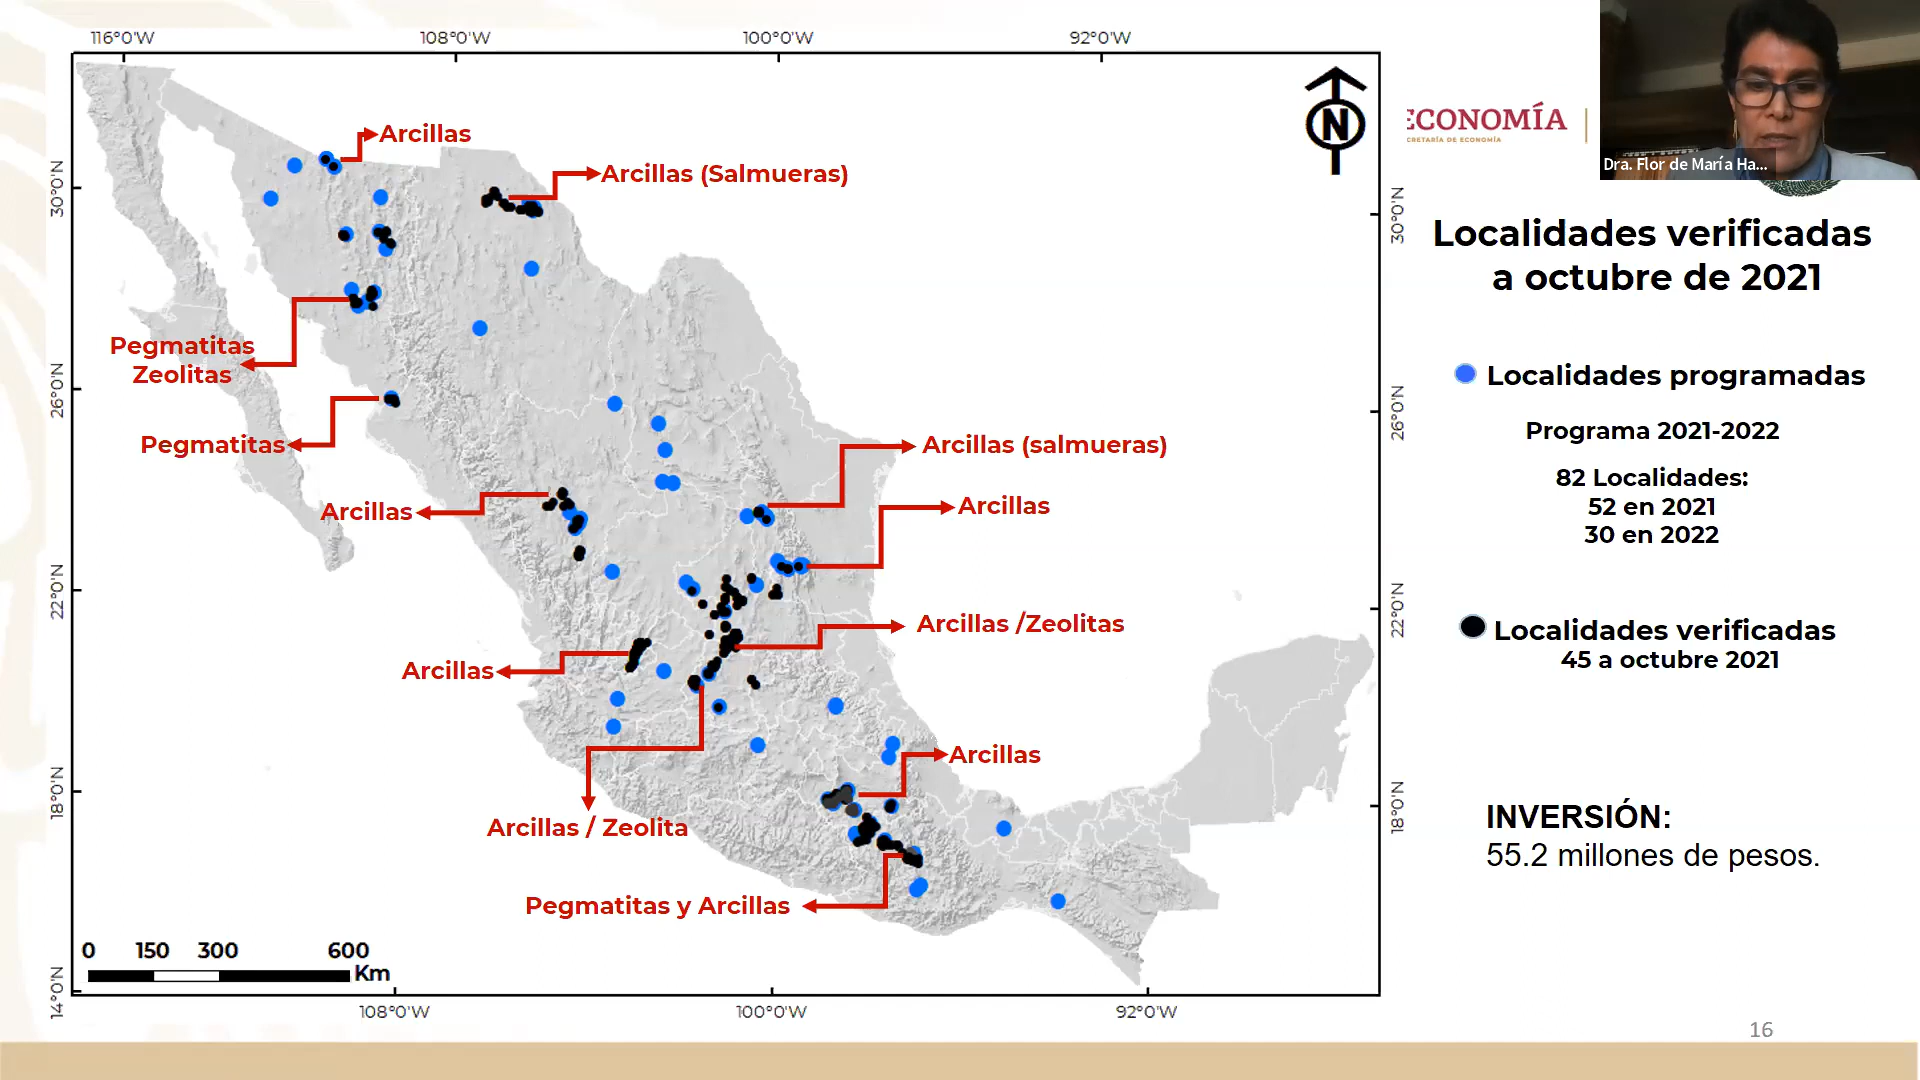 116°0'W
108°0'W
100°0'W
92°0'W
30°0'N
26°0'N
22°0'N
18°0'N
14°0'N
N
Arcillas
Arcillas (Salmueras)
Pegmatitas
Zeolitas
Pegmatitas
Arcillas (salmueras)
Arcillas
Arcillas
Arcillas /Zeolitas
Arcillas
Arcillas
Arcillas / Zeolita
Pegmatitas y Arcillas
0 150 300 600
Km
108°0'W
100°0'W
92°0'W
30°0'N
26°0'N
22°0'N
18°0'N
ECONOMÍA
CRETARÍA DE ECONOMÍA
Dra. Flor de María Ha...
Localidades verificadas
a octubre de 2021
Localidades programadas
Programa 2021-2022
82 Localidades:
52 en 2021
30 en 2022
Localidades verificadas
45 a octubre 2021
INVERSIÓN:
55.2 millones de pesos.
16